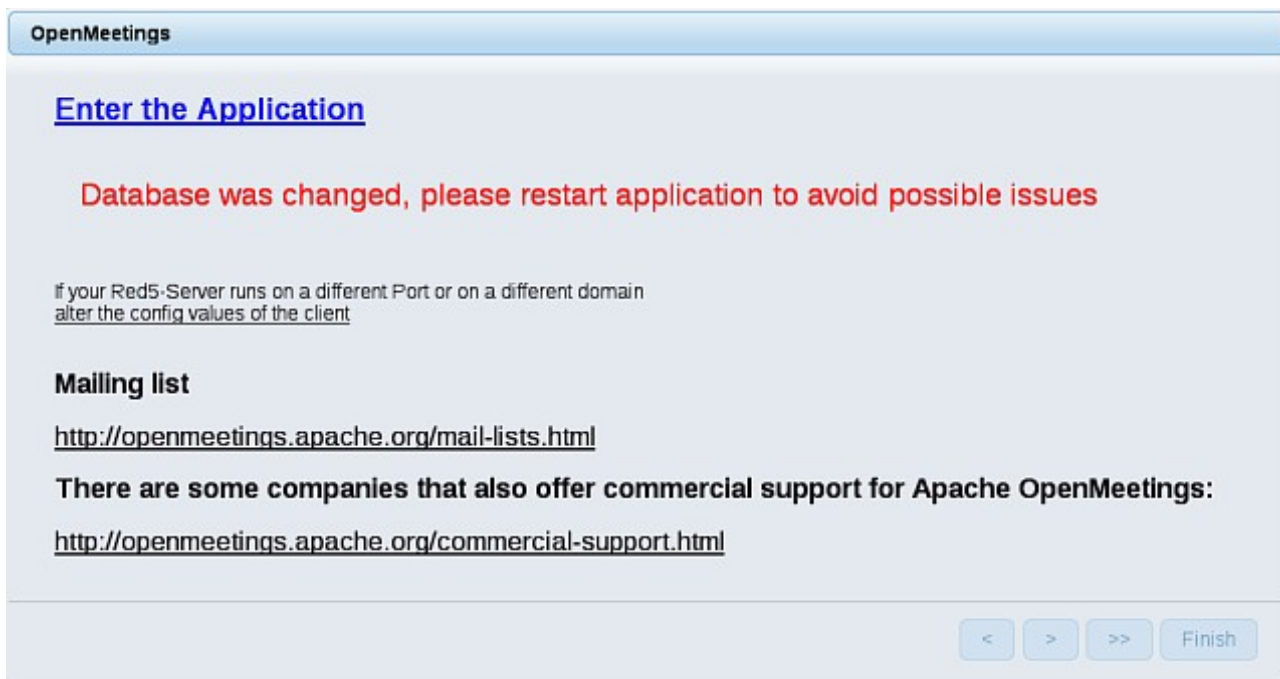 OpenMeetings
Enter the Application
Database was changed, please restart application to avoid possible issues
If your Red5-Server runs on a different Port or on a different domain
alter the config values of the client
Mailing list
http://openmeetings.apache.org/mail-lists.html
There are some companies that also offer commercial support for Apache OpenMeetings:
http://openmeetings.apache.org/commercial-support.html
< > >> Finish